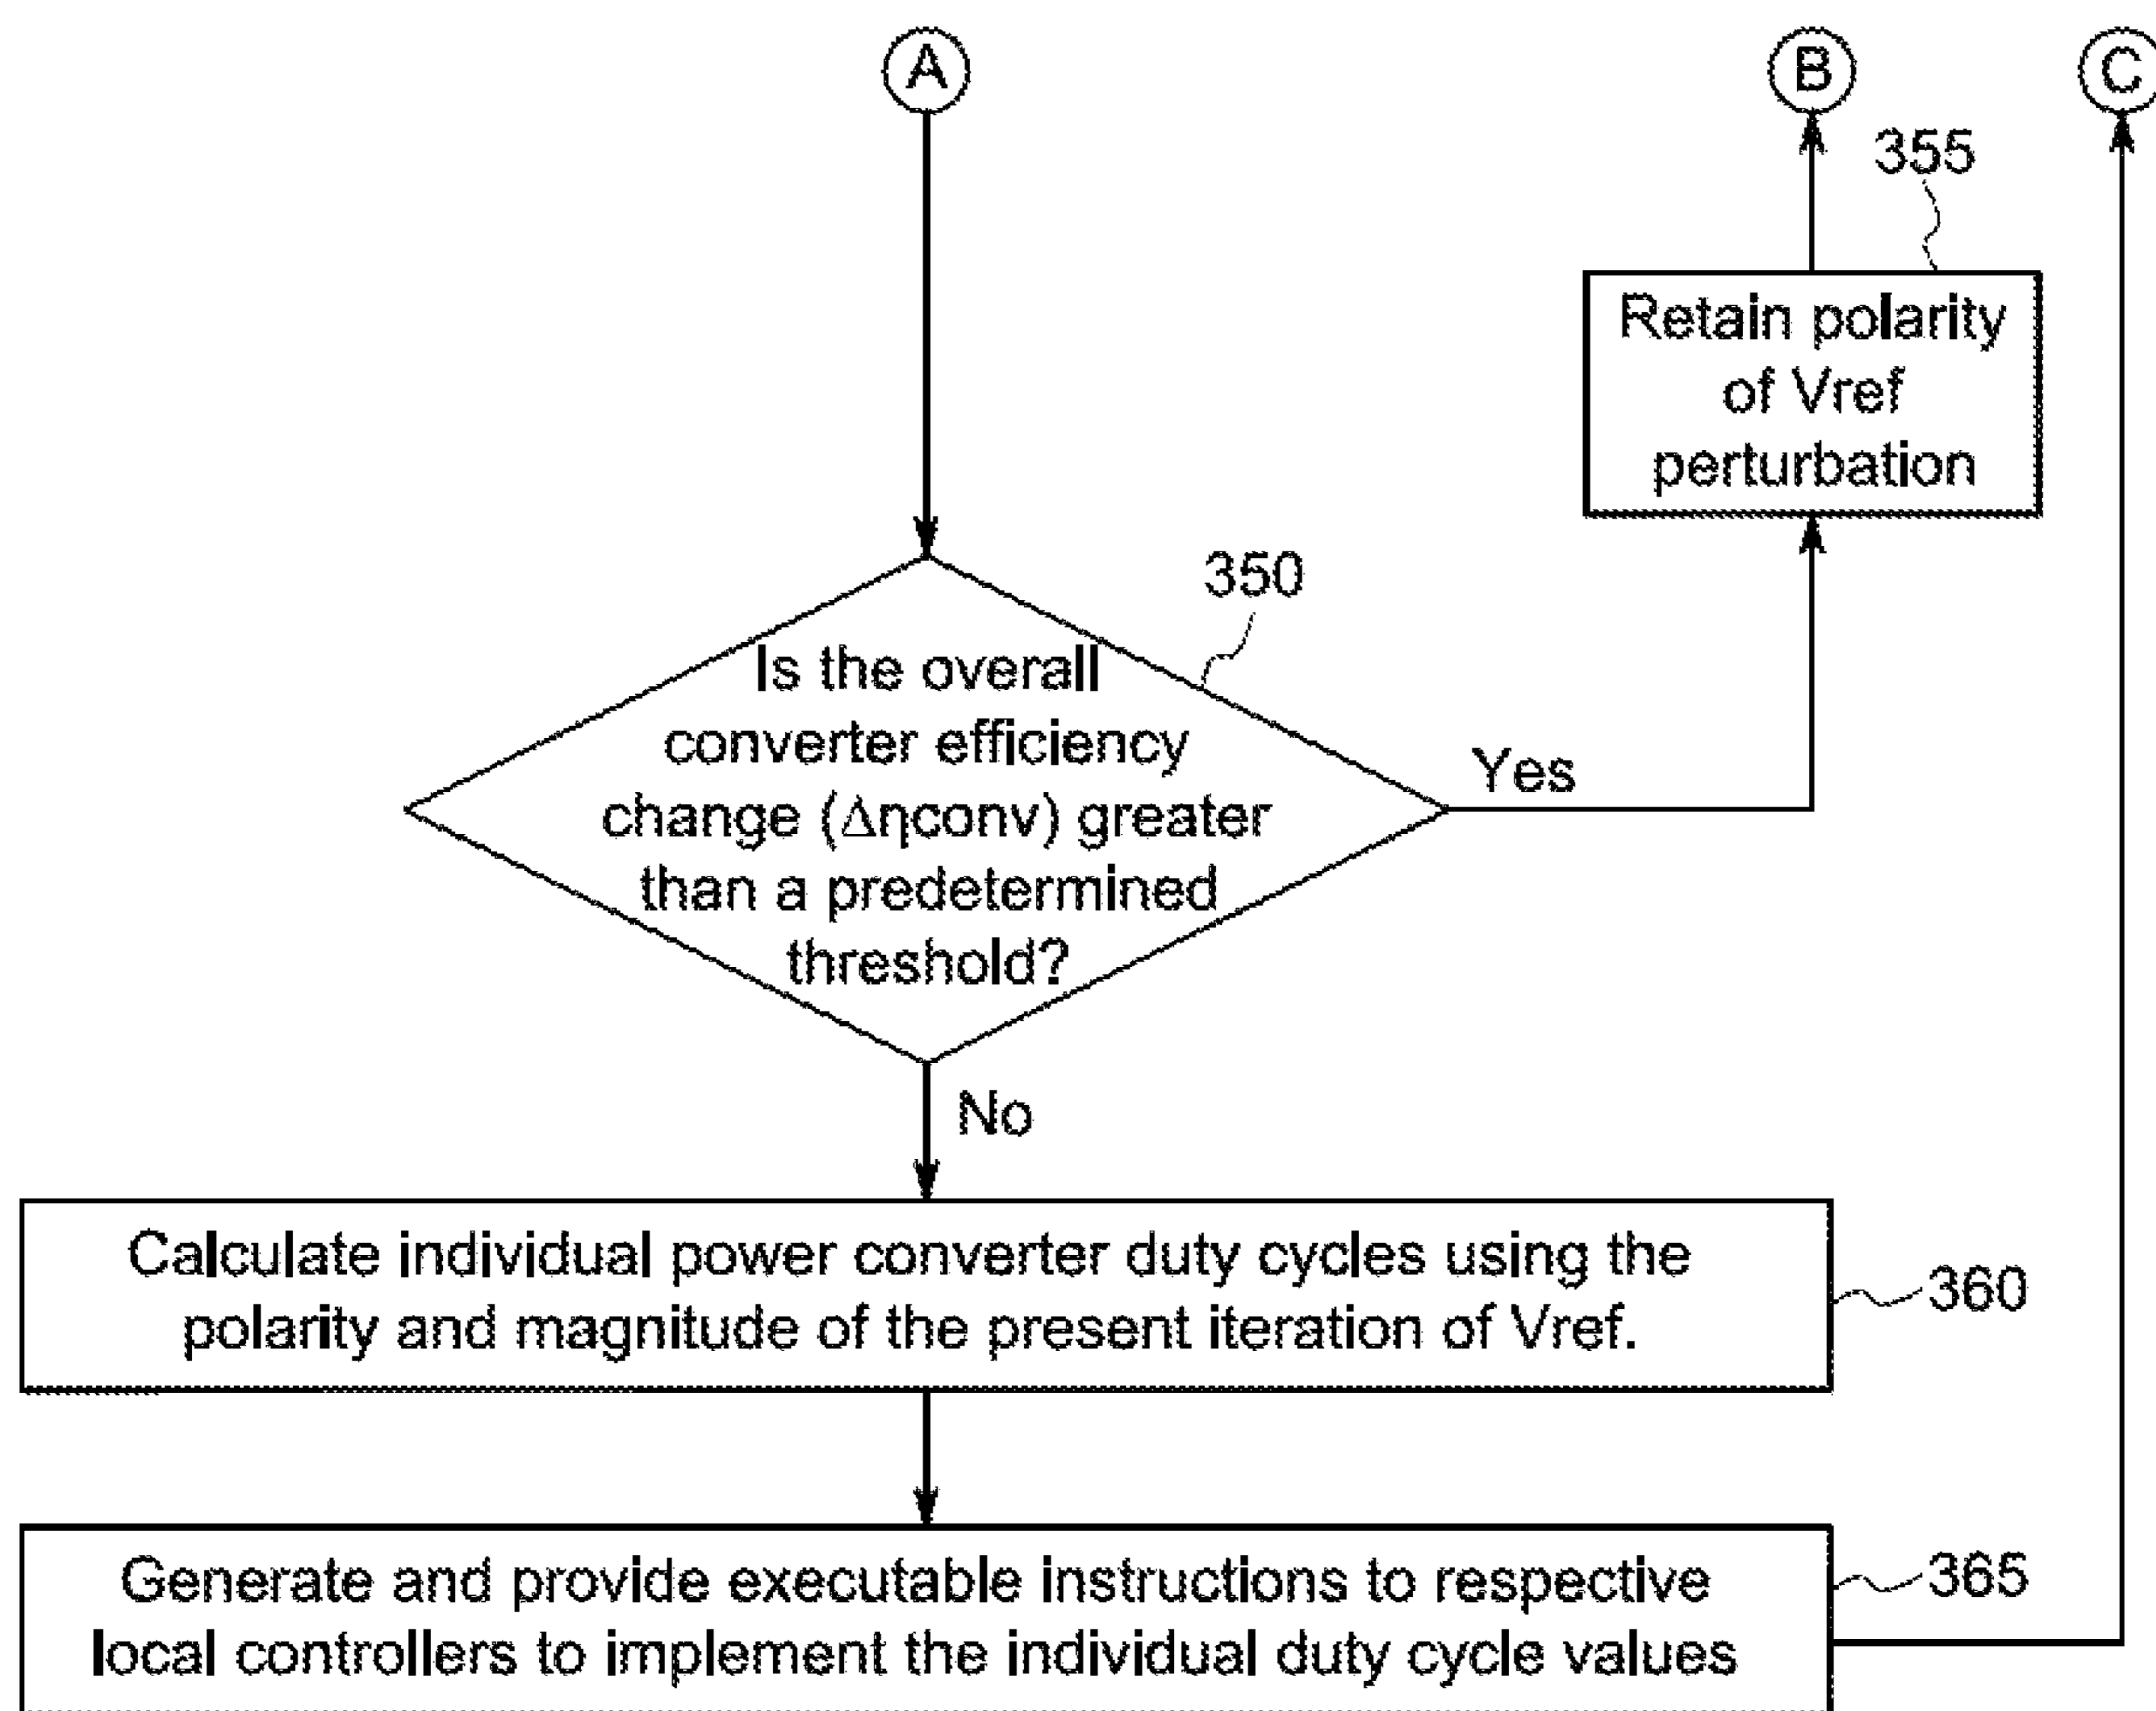 A
B
C
355
Retain polarity
of Vref
perturbation
350
Is the overall
converter efficiency
change (Δηconv) greater
than a predetermined
threshold?
Yes
No
Calculate individual power converter duty cycles using the
polarity and magnitude of the present iteration of Vref.
360
Generate and provide executable instructions to respective
local controllers to implement the individual duty cycle values
365